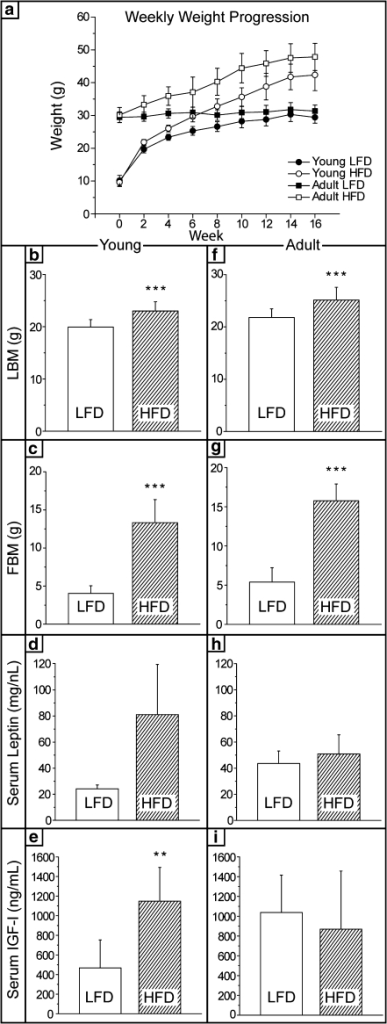 a
Weekly Weight Progression
Weight (g)
60
50
40
30
20
10
0
0 2 4 6 8 10 12 14 16
Week
Young LFD
Young HFD
Adult LFD
Adult HFD
Young
Adult
b
LBM (g)
30
20
10
0
***
LFD
HFD
f
30
20
10
0
***
LFD
HFD
c
FBM (g)
20
15
10
5
0
***
LFD
HFD
g
20
15
10
5
0
***
LFD
HFD
d
Serum Leptin (mg/nL)
120
100
80
60
40
20
0
LFD
HFD
h
120
100
80
60
40
20
0
LFD
HFD
e
Serum IGF-I (ng/mL)
1600
1400
1200
1000
800
600
400
200
0
**
LFD
HFD
i
1600
1400
1200
1000
800
600
400
200
0
LFD
HFD